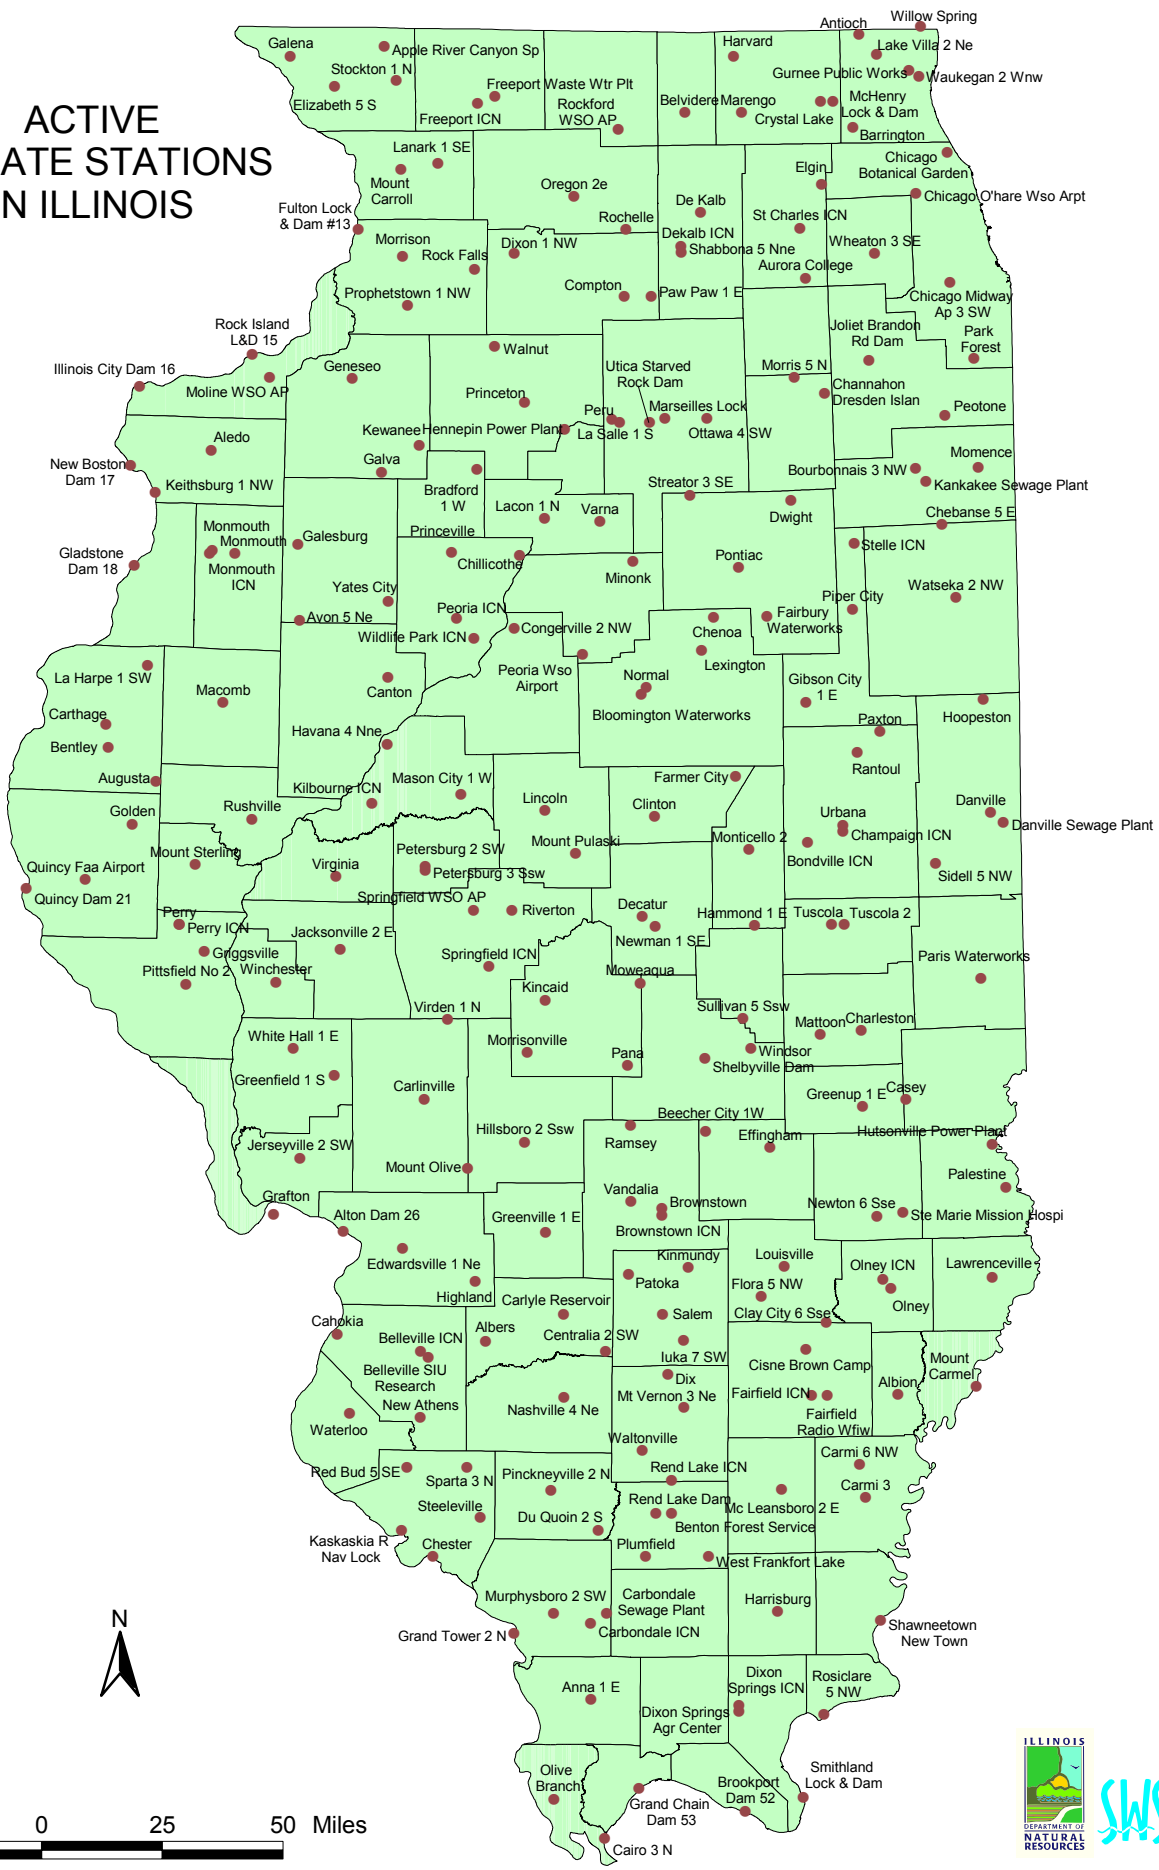 ACTIVE
ATE STATIONS
N ILLINOIS
Willow Spring
Antioch
Galena
Apple River Canyon Sp
Harvard
Lake Villa 2 Ne
Stockton 1 N
Gurnee Public Works
Waukegan 2 Wnw
Elizabeth 5 S
Freeport Waste Wtr Plt
Freeport ICN
Rockford
WSO AP
Belvidere
Marengo
Crystal Lake
McHenry
Lock & Dam
Barrington
Lanark 1 SE
Mount
Carroll
Oregon 2e
Elgin
Chicago
Botanical Garden
Chicago O'hare Wso Arpt
Fulton Lock
& Dam #13
De Kalb
Rochelle
St Charles ICN
Morrison
Rock Falls
Dixon 1 NW
Dekalb ICN
Shabbona 5 Nne
Wheaton 3 SE
Aurora College
Prophetstown 1 NW
Compton
Paw Paw 1 E
Chicago Midway
Ap 3 SW
Rock Island
L&D 15
Joliet Brandon
Rd Dam
Park
Forest
Illinois City Dam 16
Moline WSO AP
Geneseo
Walnut
Utica Starved
Rock Dam
Morris 5 N
Channahon
Dresden Islan
Princeton
Peru
Marseilles Lock
Peotone
Kewanee
Hennepin Power Plant
La Salle 1 S
Ottawa 4 SW
Aledo
New Boston
Dam 17
Galva
Momence
Bourbonnais 3 NW
Keithsburg 1 NW
Bradford
1 W
Streator 3 SE
Kankakee Sewage Plant
Lacon 1 N
Varna
Dwight
Chebanse 5 E
Monmouth
Monmouth
Monmouth
ICN
Galesburg
Princeville
Chillicothe
Stelle ICN
Gladstone
Dam 18
Minonk
Pontiac
Watseka 2 NW
Yates City
Avon 5 Ne
Peoria ICN
Piper City
Fairbury
Waterworks
Wildlife Park ICN
Congerville 2 NW
Chenoa
Lexington
La Harpe 1 SW
Peoria Wso
Airport
Macomb
Canton
Normal
Gibson City
1 E
Bloomington Waterworks
Hoopeston
Carthage
Bentley
Havana 4 Nne
Paxton
Rantoul
Augusta
Kilbourne ICN
Mason City 1 W
Farmer City
Golden
Rushville
Lincoln
Clinton
Urbana
Champaign ICN
Danville
Danville Sewage Plant
Mount Sterling
Petersburg 2 SW
Petersburg 3 Ssw
Mount Pulaski
Monticello 2
Bondville ICN
Quincy Faa Airport
Virginia
Sidell 5 NW
Quincy Dam 21
Springfield WSO AP
Riverton
Decatur
Newman 1 SE
Hammond 1 E
Tuscola
Tuscola 2
Perry
Perry ICN
Jacksonville 2 E
Griggsville
Pittsfield No 2
Winchester
Springfield ICN
Paris Waterworks
Moweaqua
Kincaid
Virden 1 N
Sullivan 5 Ssw
Mattoon
Charleston
White Hall 1 E
Morrisonville
Windsor
Pana
Shelbyville Dam
Greenfield 1 S
Carlinville
Greenup 1 E
Casey
Beecher City 1W
Hillsboro 2 Ssw
Ramsey
Effingham
Hutsonville Power Plant
Jerseyville 2 SW
Mount Olive
Palestine
Grafton
Vandalia
Brownstown
Brownstown ICN
Newton 6 Sse
Ste Marie Mission Hospi
Alton Dam 26
Greenville 1 E
Edwardsville 1 Ne
Kinmundy
Louisville
Olney ICN
Lawrenceville
Highland
Patoka
Flora 5 NW
Olney
Carlyle Reservoir
Salem
Clay City 6 Sse
Cahokia
Belleville ICN
Albers
Centralia 2 SW
Iuka 7 SW
Cisne Brown Camp
Mount
Carmel
Belleville SIU
Research
Dix
Mt Vernon 3 Ne
Fairfield ICN
Albion
New Athens
Nashville 4 Ne
Fairfield
Radio Wfiw
Waterloo
Waltonville
Carmi 6 NW
Red Bud 5 SE
Sparta 3 N
Pinckneyville 2 N
Rend Lake ICN
Carmi 3
Steeleville
Rend Lake Dam
Mc Leansboro 2 E
Du Quoin 2 S
Benton Forest Service
Kaskaskia R
Nav Lock
Chester
Plumfield
West Frankfort Lake
Murphysboro 2 SW
Carbondale
Sewage Plant
Harrisburg
Grand Tower 2 N
Carbondale ICN
Shawneetown
New Town
Anna 1 E
Dixon
Springs ICN
Rosiclare
5 NW
Dixon Springs
Agr Center
Olive
Branch
Brookport
Dam 52
Smithland
Lock & Dam
Grand Chain
Dam 53
Cairo 3 N
N
0 25 50 Miles
ILLINOIS
DEPARTMENT OF
NATURAL
RESOURCES
SWS